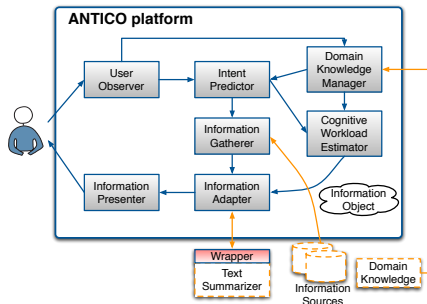 ANTICO platform
User
Observer
Intent
Predictor
Domain
Knowledge
Manager
Information
Gatherer
Cognitive
Workload
Estimator
Information
Presenter
Information
Adapter
Information
Object
Wrapper
Text
Summarizer
Information
Sources
Domain
Knowledge